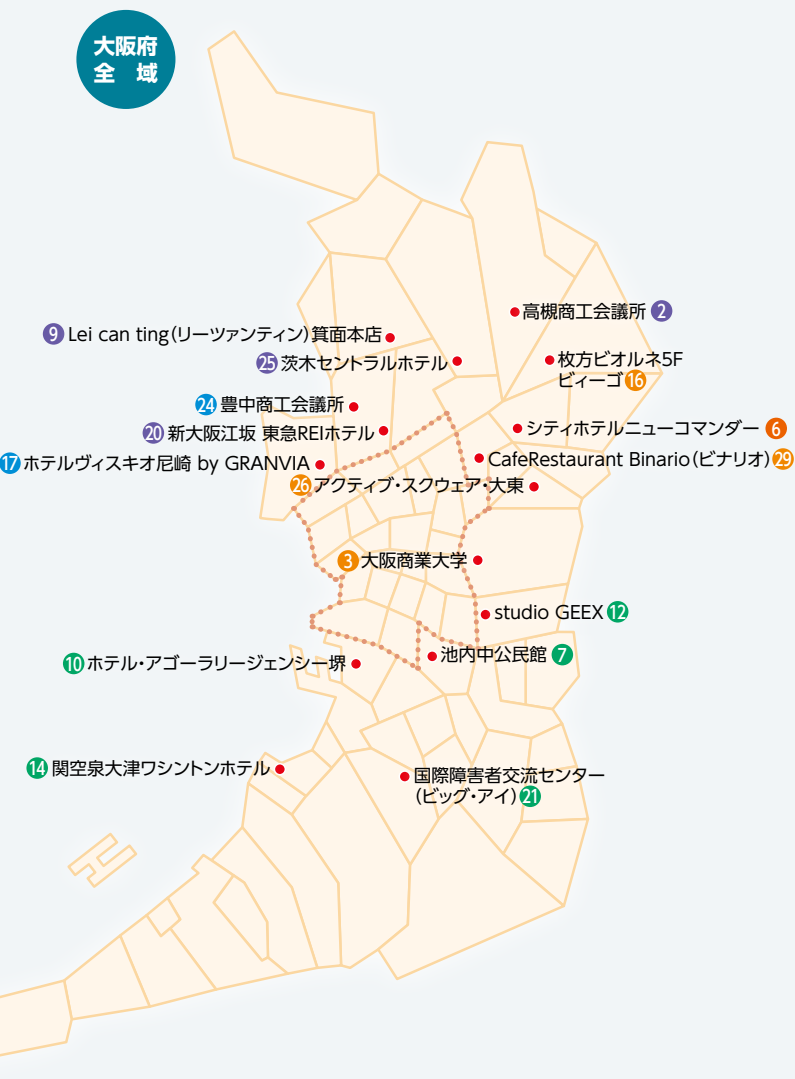 大阪府
全 域
高槻商工会議所 2
9 Lei can ting(リーツァンティン)箕面本店
25 茨木セントラルホテル
枚方ビオルネ5F
ビィーゴ 16
24 豊中商工会議所
20 新大阪江坂 東急REIホテル
シティホテルニューコマンダー 6
17 ホテルヴィスキオ尼崎 by GRANVIA
CafeRestaurant Binario(ビナリオ) 29
26 アクティブ・スクウェア・大東
3 大阪商業大学
studio GEEX 12
10 ホテル・アゴーラリージェンシー堺
池内中公民館 7
14 関空泉大津ワシントンホテル
国際障害者交流センター
(ビッグ・アイ) 21